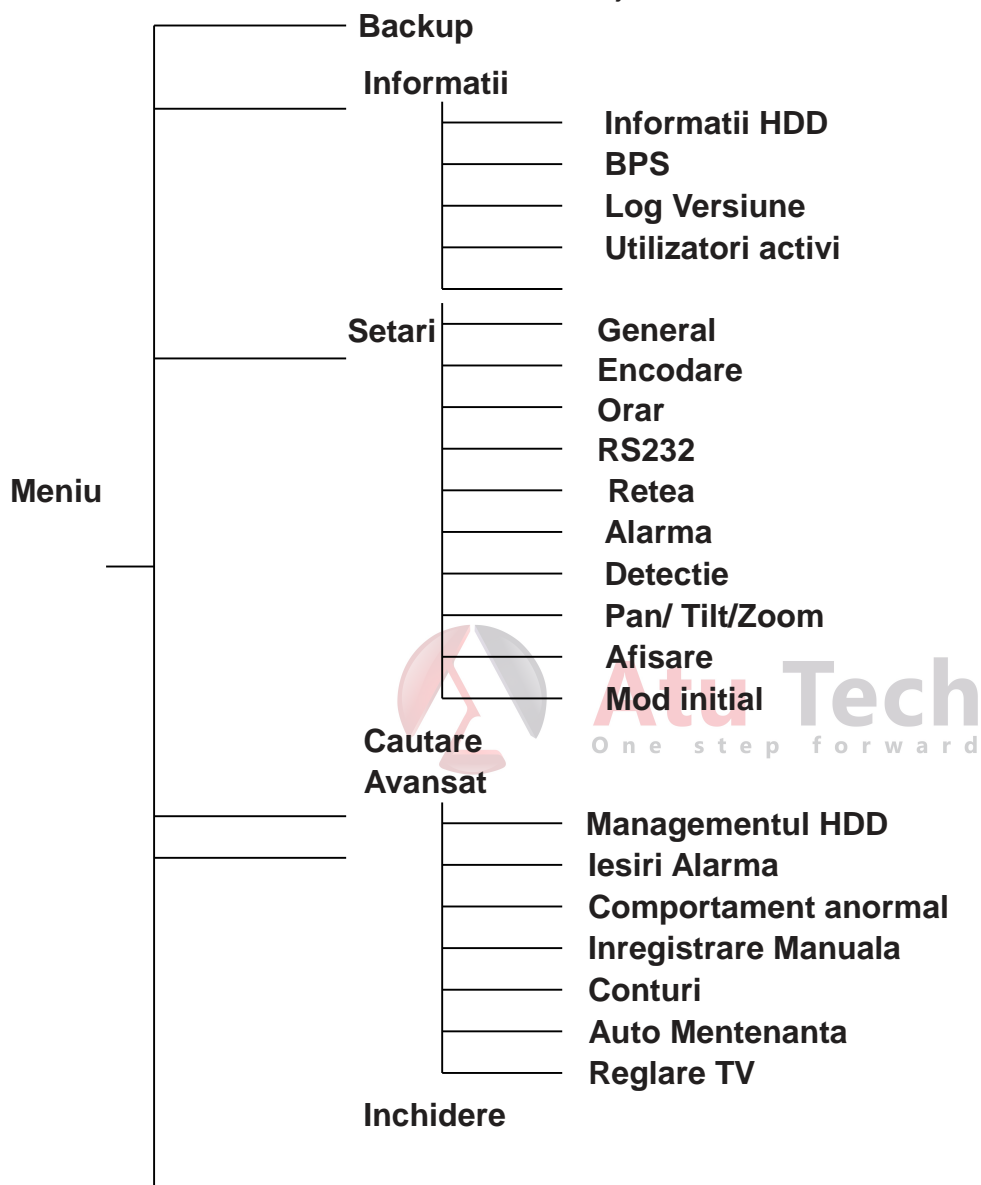 Backup
Informatii
Informatii HDD
BPS
Log Versiune
Utilizatori activi
Setari
General
Encodare
Orar
RS232
Meniu
Retea
Alarma
Detectie
Pan/ Tilt/Zoom
Afisare
Mod initial
Atu Tech
One step forward
Cautare
Avansat
Managementul HDD
Iesiri Alarma
Comportament anormal
Inregistrare Manuala
Conturi
Auto Mentenanta
Reglare TV
Inchidere